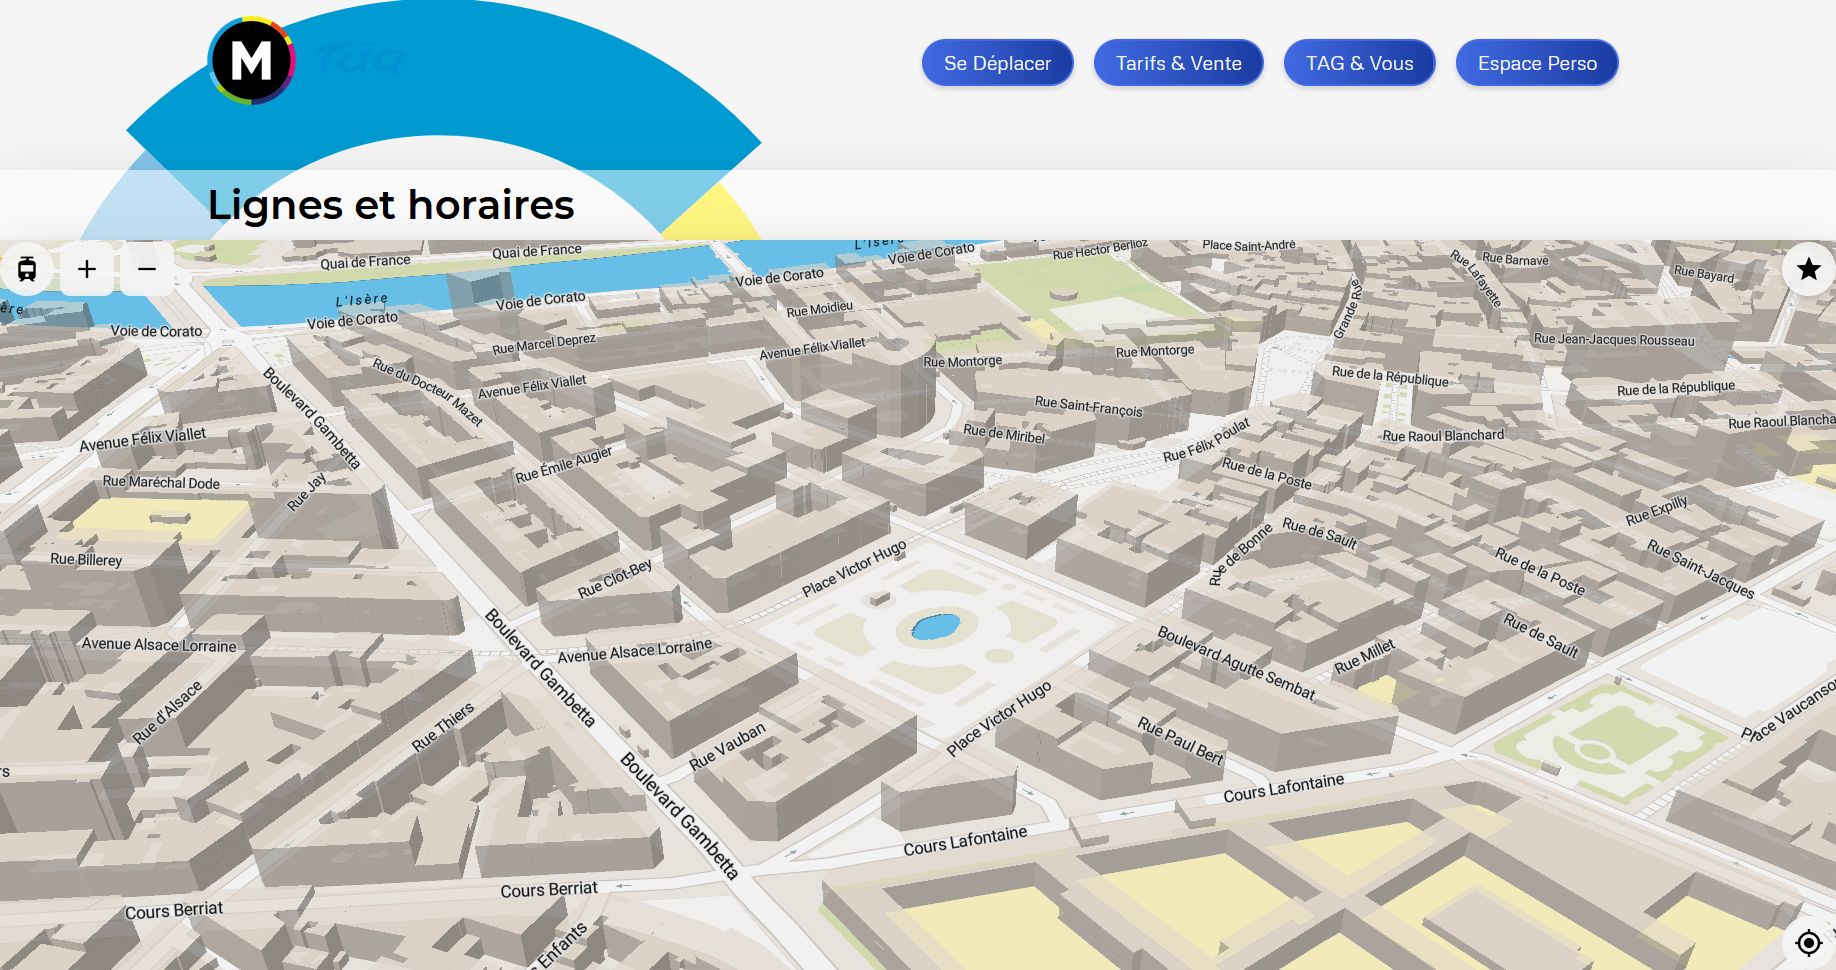 M
Tag
Se Déplacer
Tarifs & Vente
TAG & Vous
Espace Perso
Lignes et horaires
Quai de France
Quai de France
L'Isère
Voie de Corato
Rue Hector Berlioz
Place Saint-André
Rue Lafayette
Rue Barnave
Rue Bayard
L'Isère
Voie de Corato
Voie de Corato
Voie de Corato
Voie de Corato
Rue Moidieu
Grande Rue
Rue Marcel Deprez
Avenue Félix Viallet
Rue Montorge
Rue Montorge
Rue Jean-Jacques Rousseau
Boulevard Gambetta
Rue du Docteur Mazet
Avenue Félix Viallet
Rue de la République
Rue de la République
Rue Saint-François
Rue de Miribel
Rue Félix Poulat
Rue Raoul Blanchard
Avenue Félix Viallet
Rue Émile Augier
Rue de la Poste
Rue Maréchal Dode
Rue Jay
Rue Expilly
Rue de Bonne
Rue de Sault
Rue Billerey
Place Victor Hugo
Rue de la Poste
Rue Saint-Jacques
Rue Clot-Bey
Boulevard Gambetta
Avenue Alsace Lorraine
Avenue Alsace Lorraine
Boulevard Agutte Sembat
Rue Millet
Rue de Sault
Rue d'Alsace
Rue Thiers
Rue Vauban
Place Victor Hugo
Rue Paul Bert
Boulevard Gambetta
Cours Lafontaine
Cours Lafontaine
Cours Berriat
Cours Berriat
Enfants